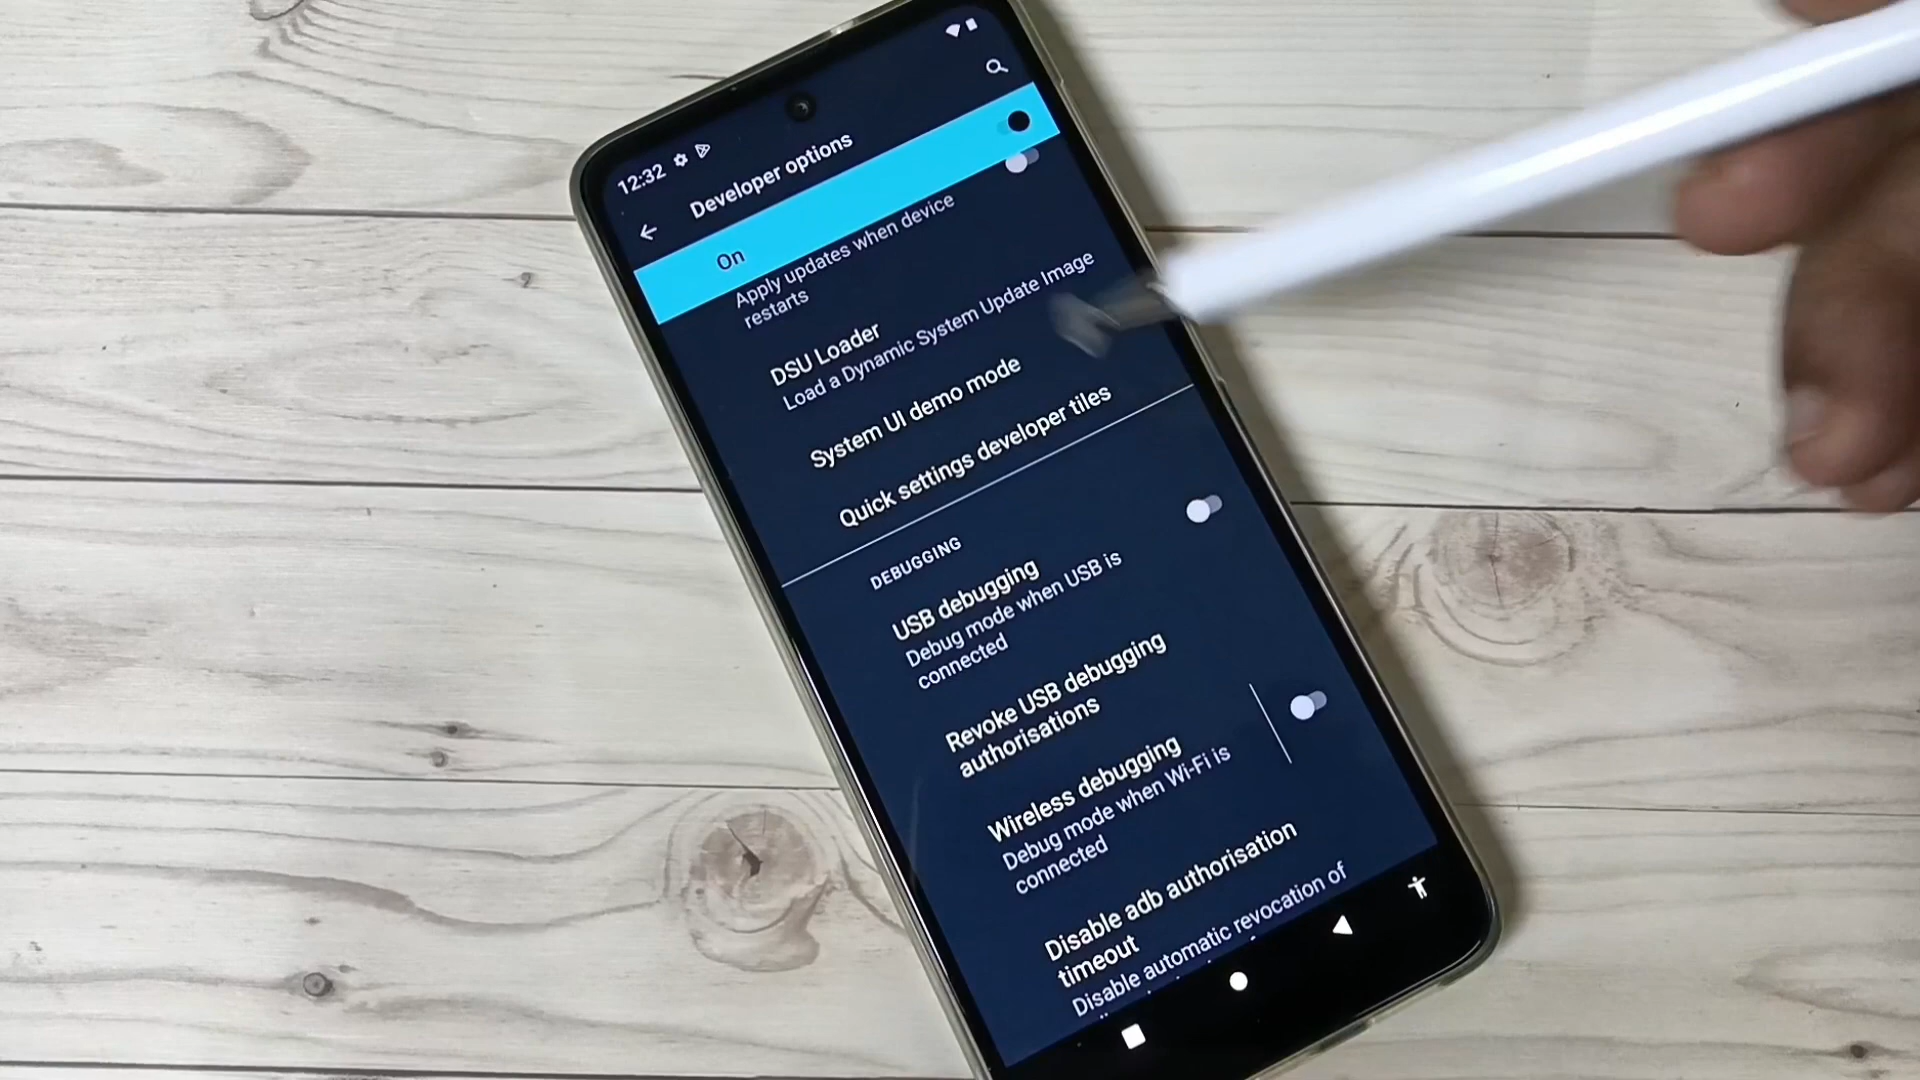 12:32
Developer options
On
Apply updates when device
restarts
DSU Loader
Load a Dynamic System Update Image
System UI demo mode
Quick settings developer tiles
DEBUGGING
USB debugging
Debug mode when USB is
connected
Revoke USB debugging
authorisations
Wireless debugging
Debug mode when Wi-Fi is
connected
Disable adb authorisation
timeout
Disable automatic revocation of